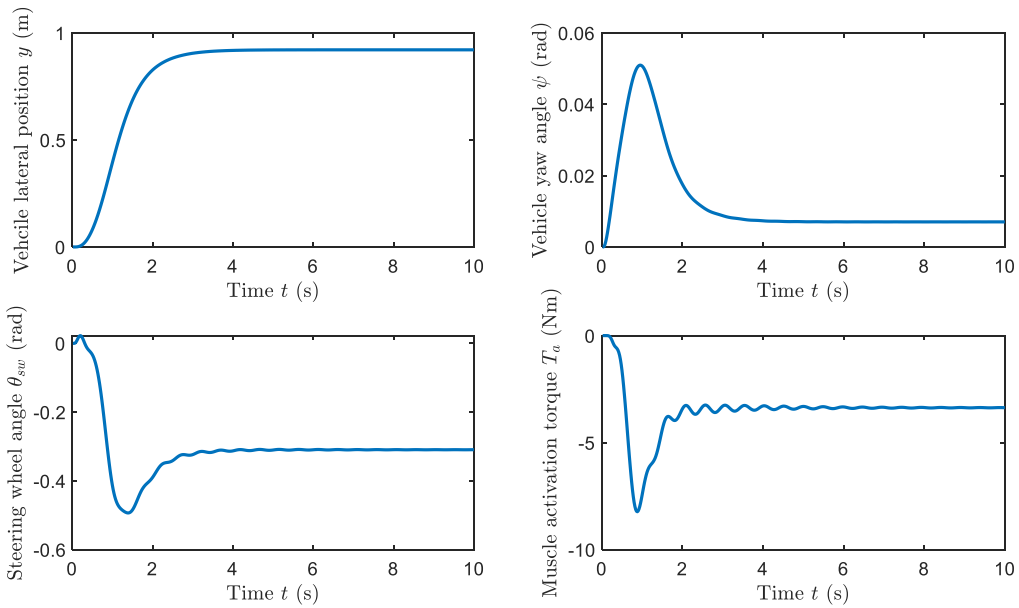 Vehcile lateral position y (m)
1
0.5
0
0 2 4 6 8 10
Time t (s)
Vehicle yaw angle ψ (rad)
0.06
0.04
0.02
0
0 2 4 6 8 10
Time t (s)
Steering wheel angle θ_sw (rad)
0
-0.2
-0.4
-0.6
0 2 4 6 8 10
Time t (s)
Muscle activation torque T_a (Nm)
0
-5
-10
0 2 4 6 8 10
Time t (s)